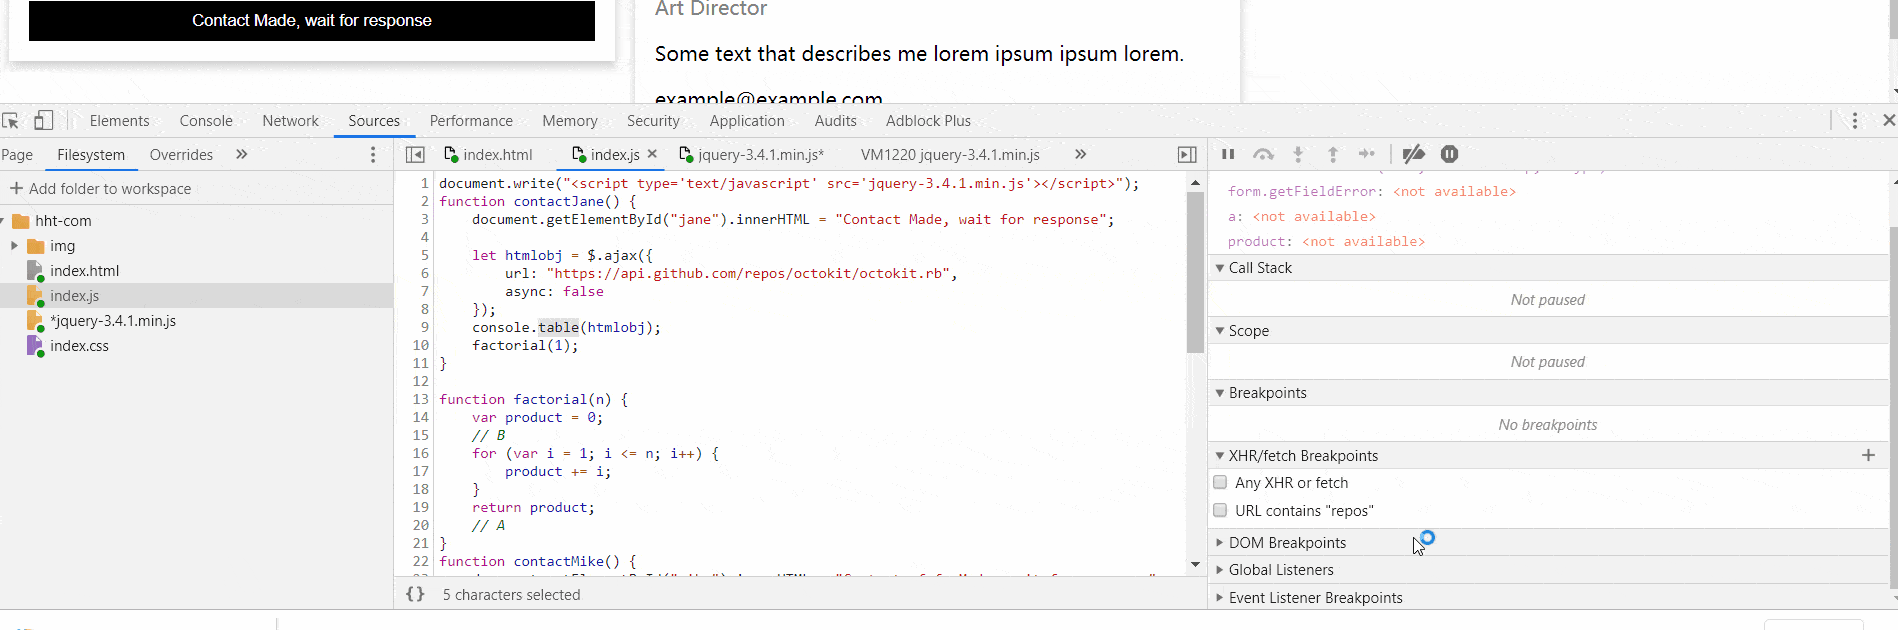 Contact Made, wait for response
Art Director
Some text that describes me lorem ipsum ipsum lorem.
example@example.com
Elements Console Network Sources Performance Memory Security Application Audits Adblock Plus
Page Filesystem Overrides »
index.html index.js × jquery-3.4.1.min.js* VM1220 jquery-3.4.1.min.js »
+ Add folder to workspace
hht-com
img
index.html
index.js
*jquery-3.4.1.min.js
index.css
1 document.write("<script type='text/javascript' src='jquery-3.4.1.min.js'></script>");
2 function contactJane() {
3 document.getElementById("jane").innerHTML = "Contact Made, wait for response";
4
5 let htmlobj = $.ajax({
6 url: "https://api.github.com/repos/octokit/octokit.rb",
7 async: false
8 });
9 console.table(htmlobj);
10 factorial(1);
11 }
12
13 function factorial(n) {
14 var product = 0;
15 // B
16 for (var i = 1; i <= n; i++) {
17 product += i;
18 }
19 return product;
20 // A
21 }
22 function contactMike() {
{} 5 characters selected
form.getFieldError: <not available>
a: <not available>
product: <not available>
Call Stack
Not paused
Scope
Not paused
Breakpoints
No breakpoints
XHR/fetch Breakpoints +
Any XHR or fetch
URL contains "repos"
DOM Breakpoints
Global Listeners
Event Listener Breakpoints